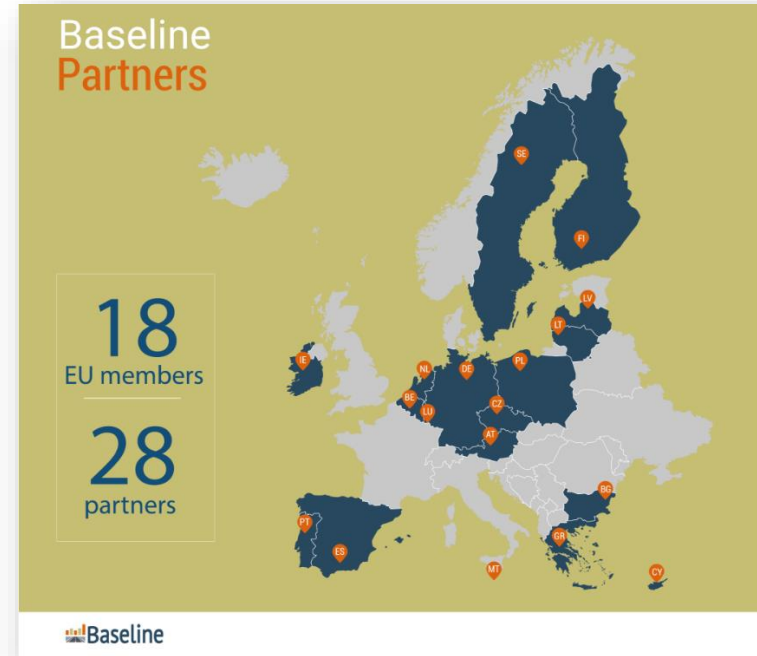 Baseline
Partners
SE
FI
LV
LT
IE
NL
DE
PL
BE
CZ
LU
AT
18
EU members
28
partners
BG
PT
GR
ES
MT
CY
Baseline